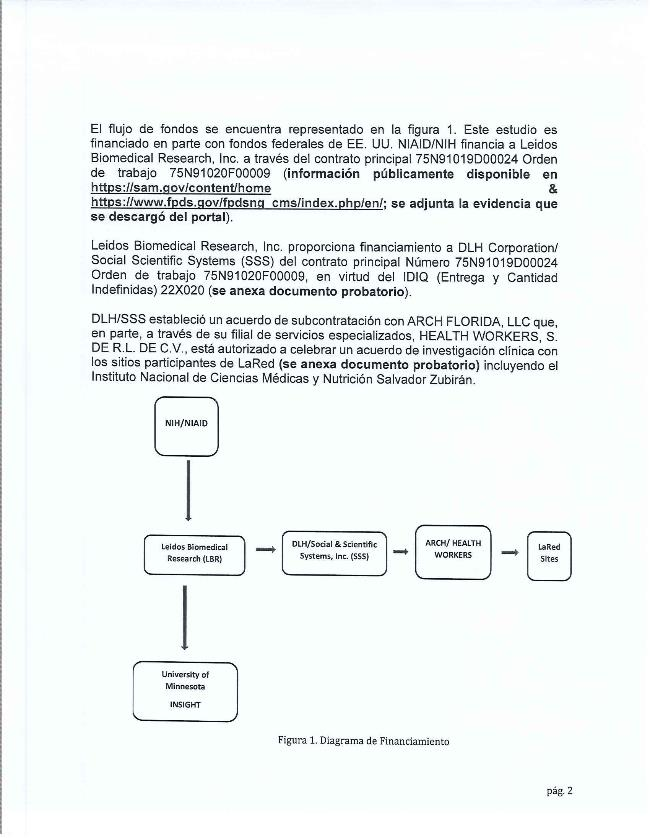 El flujo de fondos se encuentra representado en la figura 1. Este estudio es
financiado en parte con fondos federales de EE. UU. NIAID/NIH financia a Leidos
Biomedical Research, Inc. a través del contrato principal 75N91019D00024 Orden
de trabajo 75N91020F00009 (información públicamente disponible en
https://sam.gov/content/home &
https://www.fpds.gov/fpdsng_cms/index.php/en/; se adjunta la evidencia que
se descargó del portal).
Leidos Biomedical Research, Inc. proporciona financiamiento a DLH Corporation/
Social Scientific Systems (SSS) del contrato principal Número 75N91019D00024
Orden de trabajo 75N91020F00009, en virtud del IDIQ (Entrega y Cantidad
Indefinidas) 22X020 (se anexa documento probatorio).
DLH/SSS estableció un acuerdo de subcontratación con ARCH FLORIDA, LLC que,
en parte, a través de su filial de servicios especializados, HEALTH WORKERS, S.
DE R.L. DE C.V., está autorizado a celebrar un acuerdo de investigación clínica con
los sitios participantes de LaRed (se anexa documento probatorio) incluyendo el
Instituto Nacional de Ciencias Médicas y Nutrición Salvador Zubirán.
NIH/NIAID
Leidos Biomedical
Research (LBR)
DLH/Social & Scientific
Systems, Inc. (SSS)
ARCH/ HEALTH
WORKERS
LaRed
Sites
University of
Minnesota
INSIGHT
Figura 1. Diagrama de Financiamiento
pág. 2